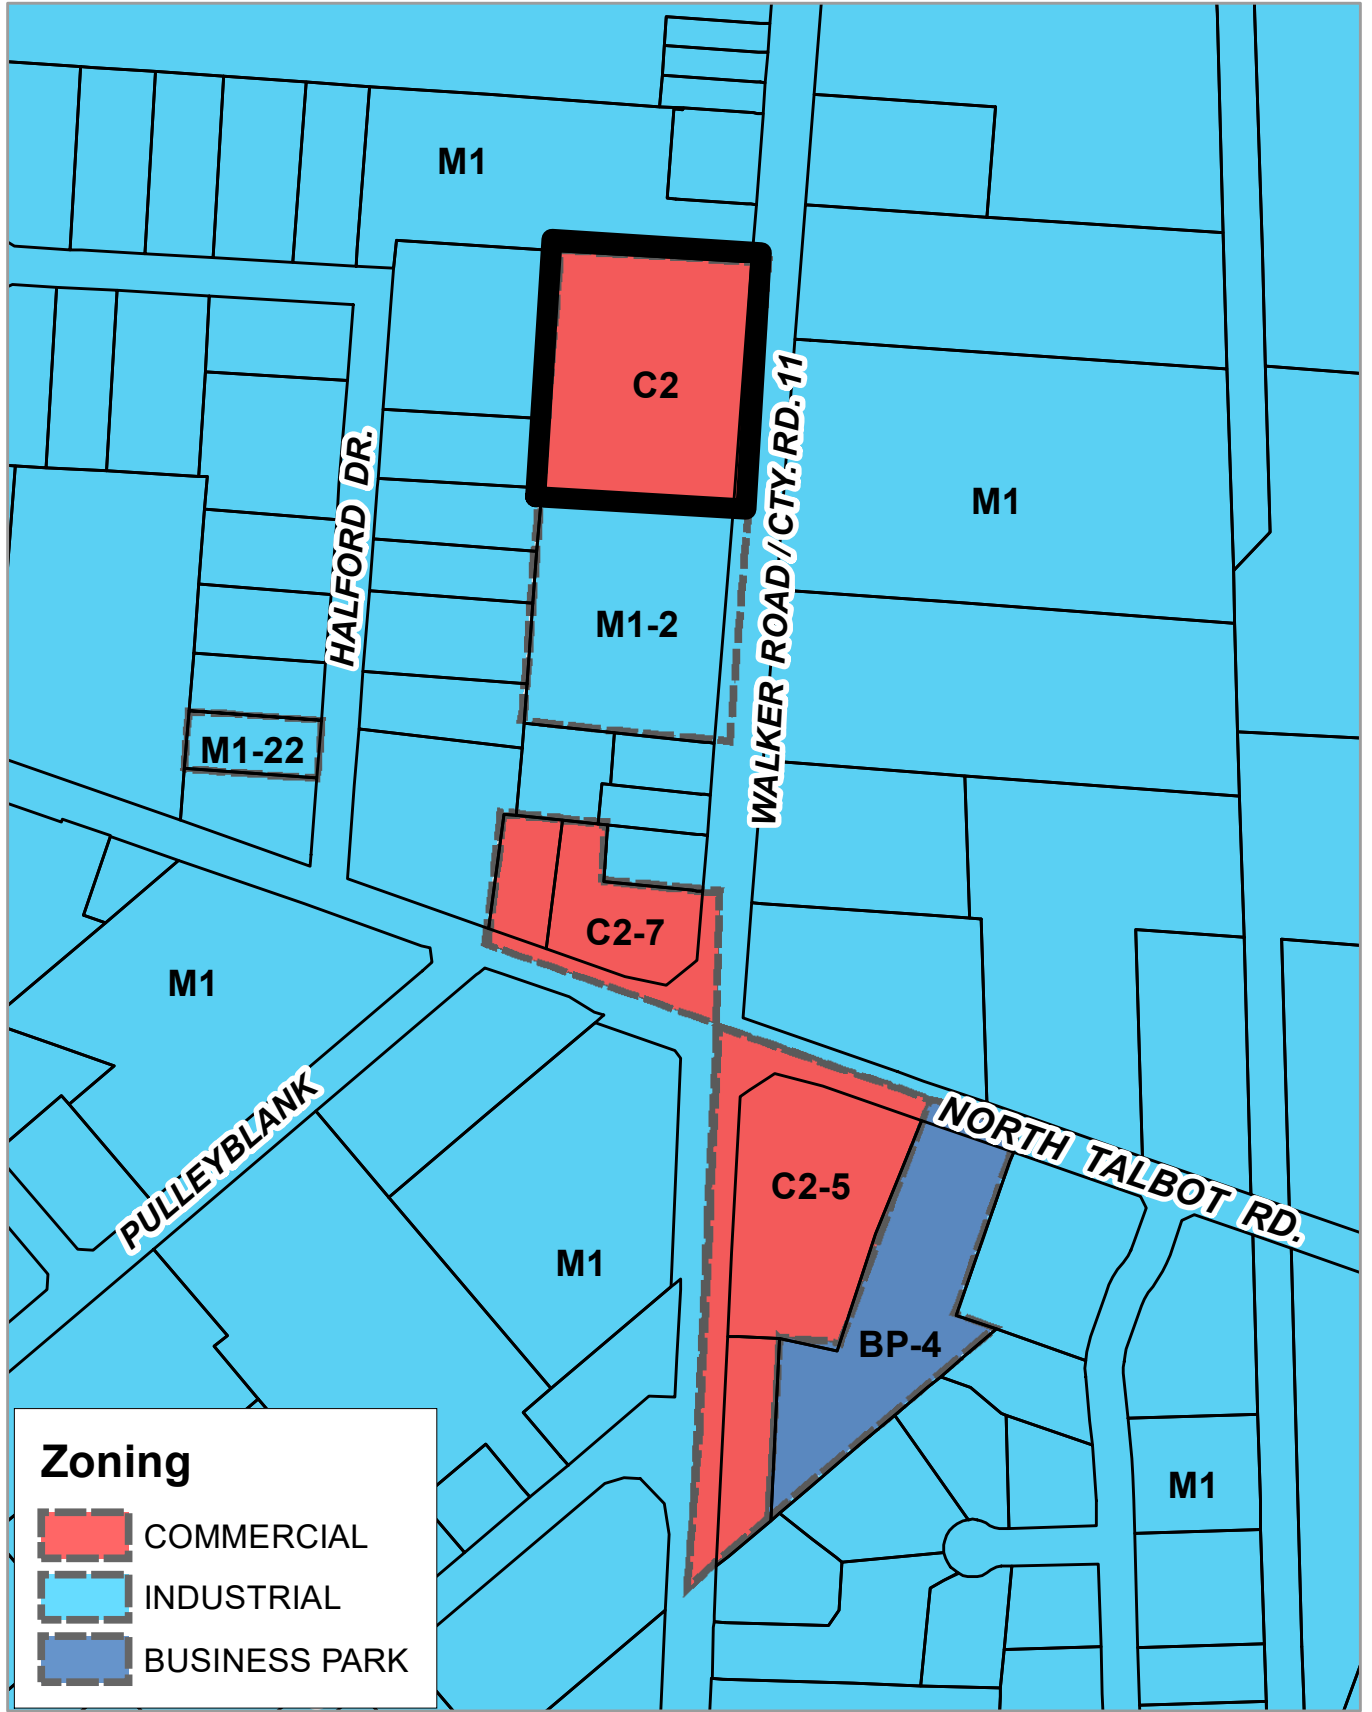 M1
C2
WALKER ROAD / CTY. RD. 11
HALFORD DR.
M1
M1-2
M1-22
C2-7
M1
PULLEYBLANK
NORTH TALBOT RD.
C2-5
M1
BP-4
M1
Zoning
COMMERCIAL
INDUSTRIAL
BUSINESS PARK